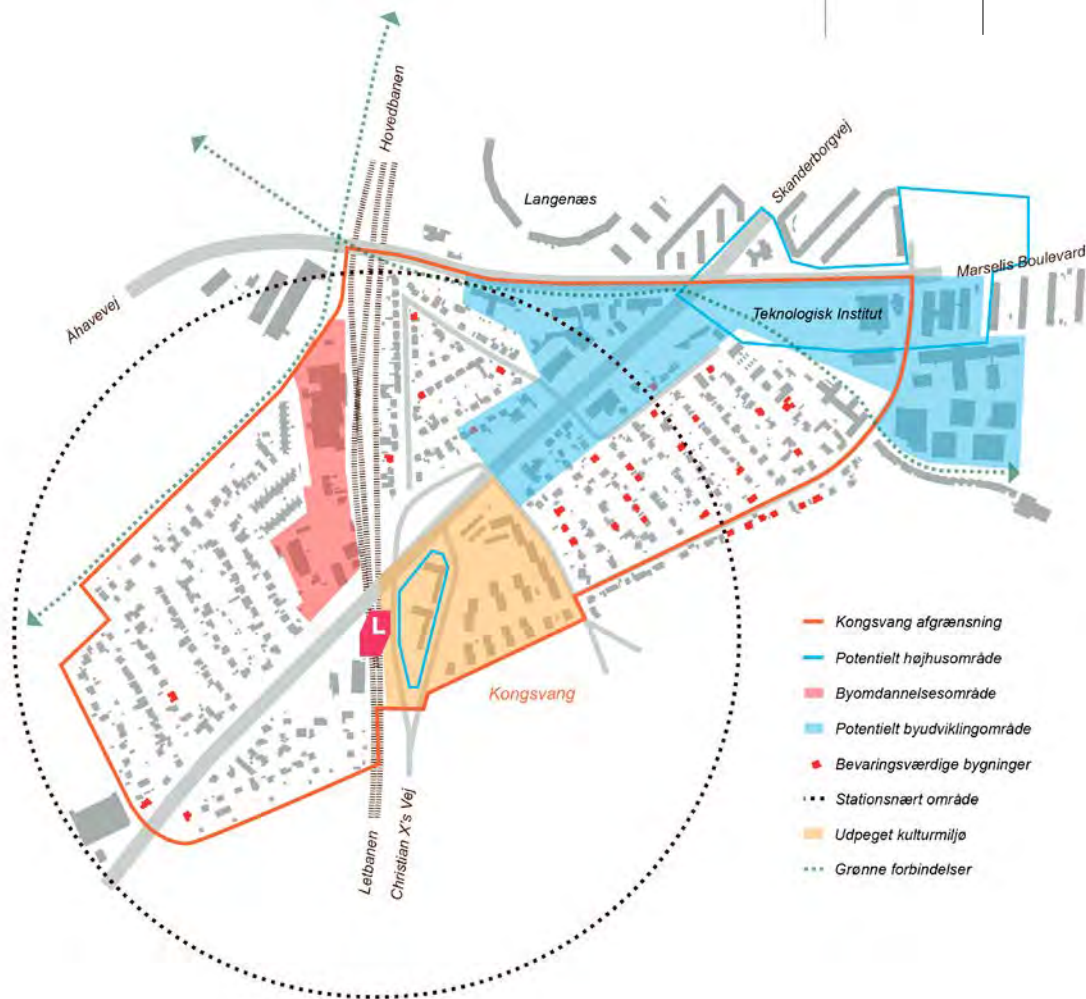 Hovedbanen
Skanderborgvej
Langenæs
Marselis Boulevard
Åhavevej
Teknologisk Institut
L
Kongsvang
Letbanen
Christian X's Vej
Kongsvang afgrænsning
Potentielt højhusområde
Byomdannelsesområde
Potentielt byudviklingområde
Bevaringsværdige bygninger
Stationsnært område
Udpeget kulturmiljø
Grønne forbindelser